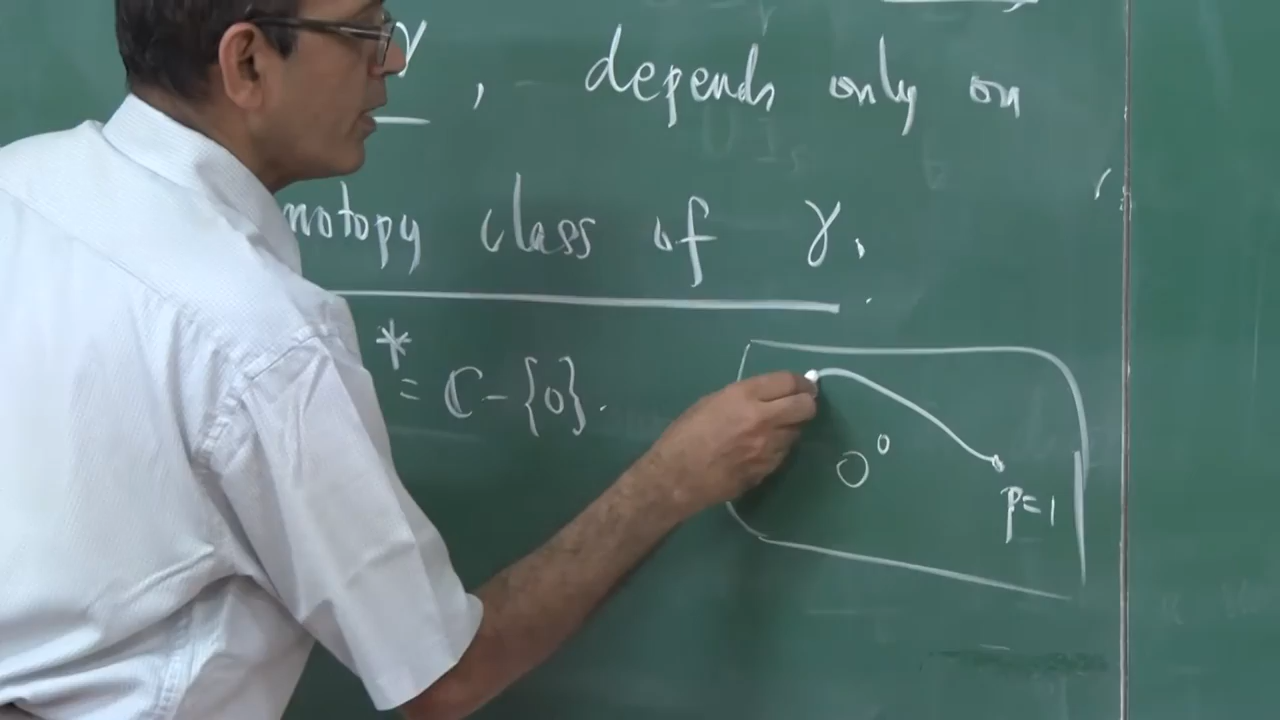 γ, depends only on
motopy class of γ.
* = ℂ - {0}.
0
p = 1